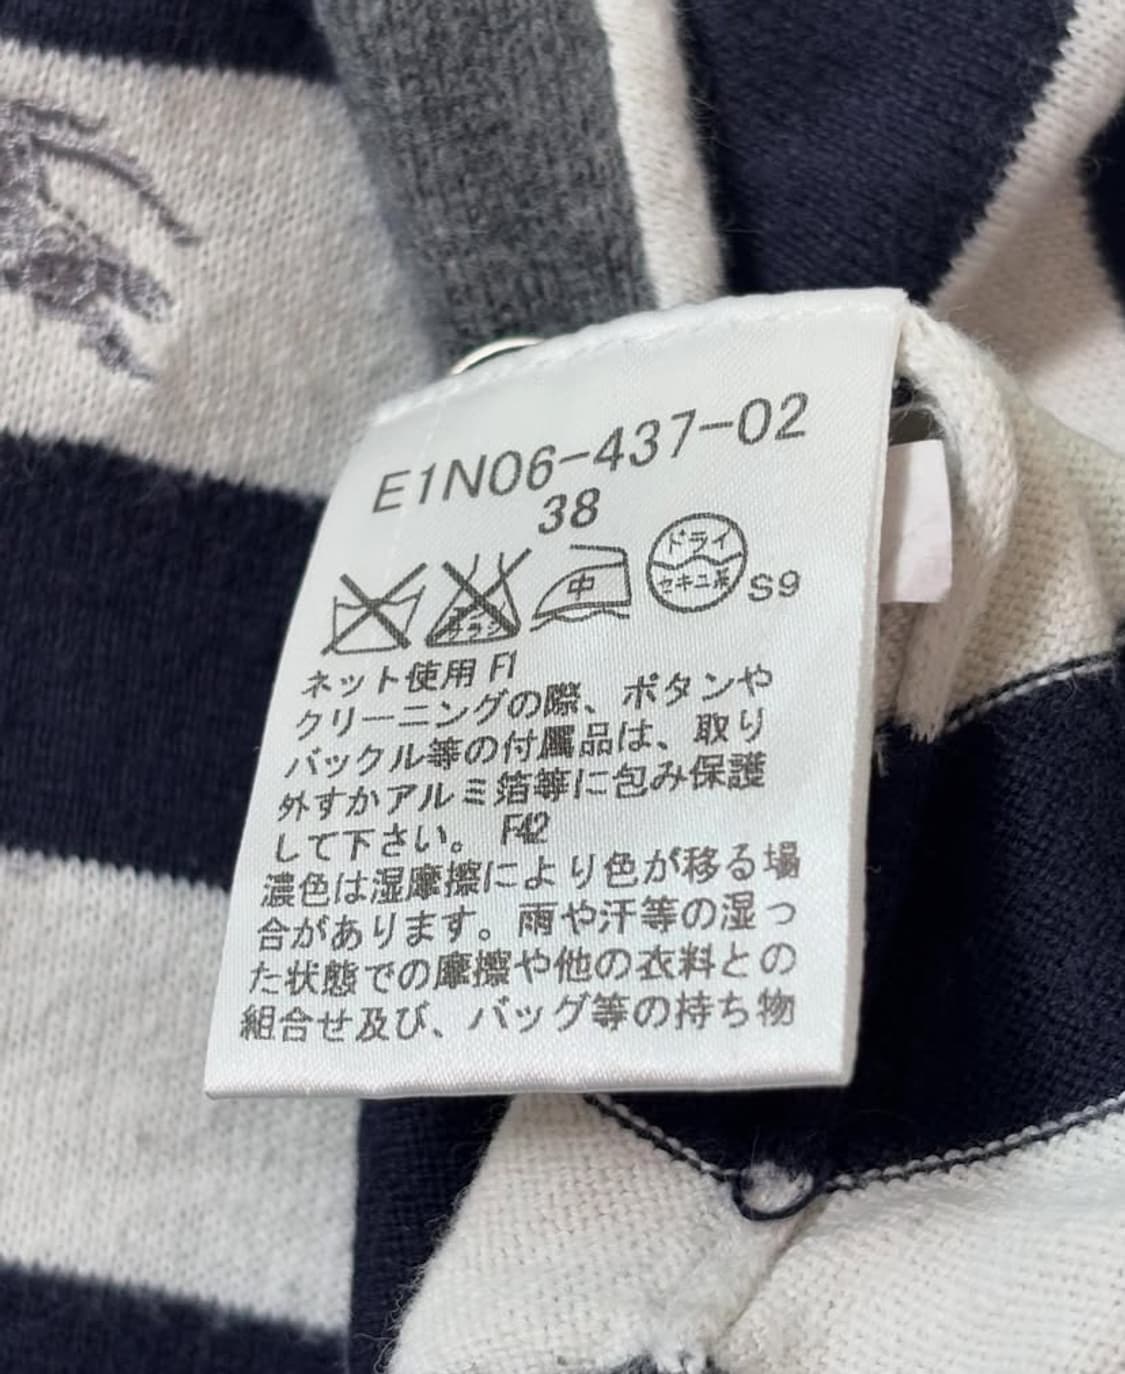 E1N06-437-02
38
サラシ 中 ドライ セキユ系 S9
ネット使用 F1
クリーニングの際、ボタンや
バックル等の付属品は、取り
外すかアルミ箔等に包み保護
して下さい。 F42
濃色は湿摩擦により色が移る場
合があります。雨や汗等の湿っ
た状態での摩擦や他の衣料との
組合せ及び、バッグ等の持ち物